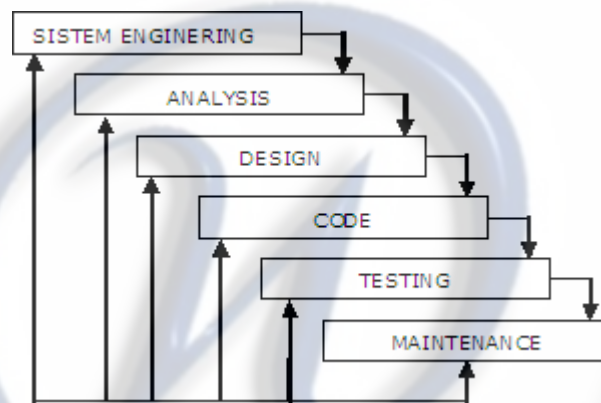 SISTEM ENGINERING
ANALYSIS
DESIGN
CODE
TESTING
MAINTENANCE